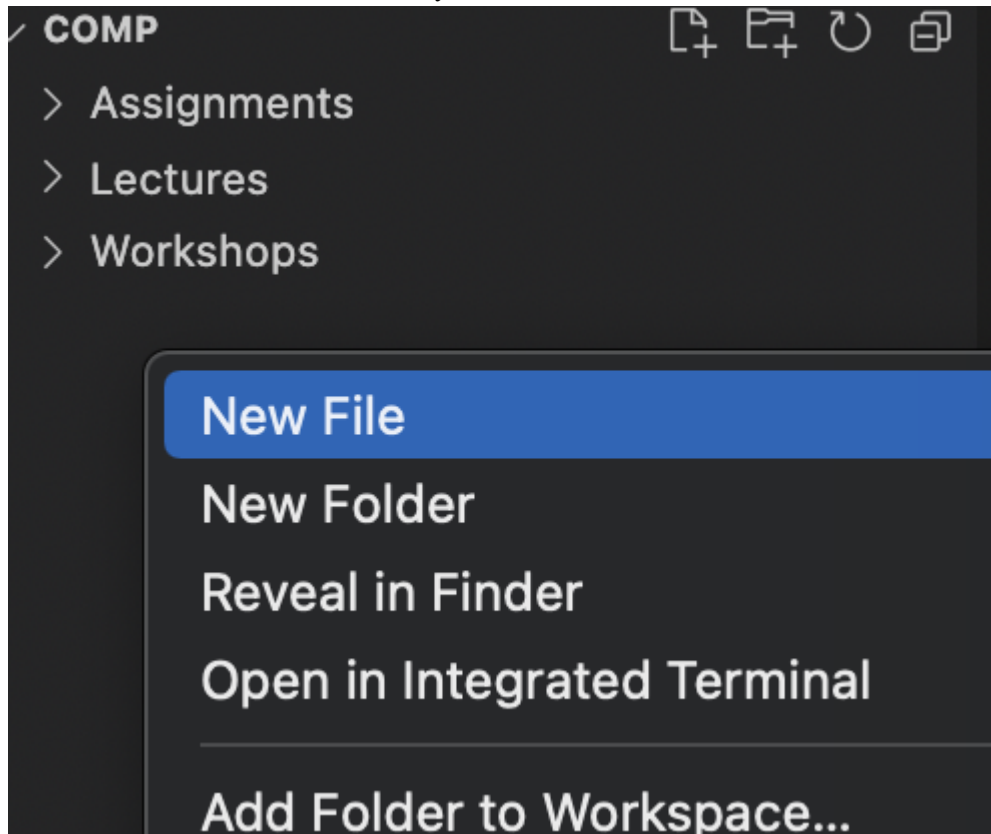 COMP
Assignments
Lectures
Workshops
New File
New Folder
Reveal in Finder
Open in Integrated Terminal
Add Folder to Workspace...